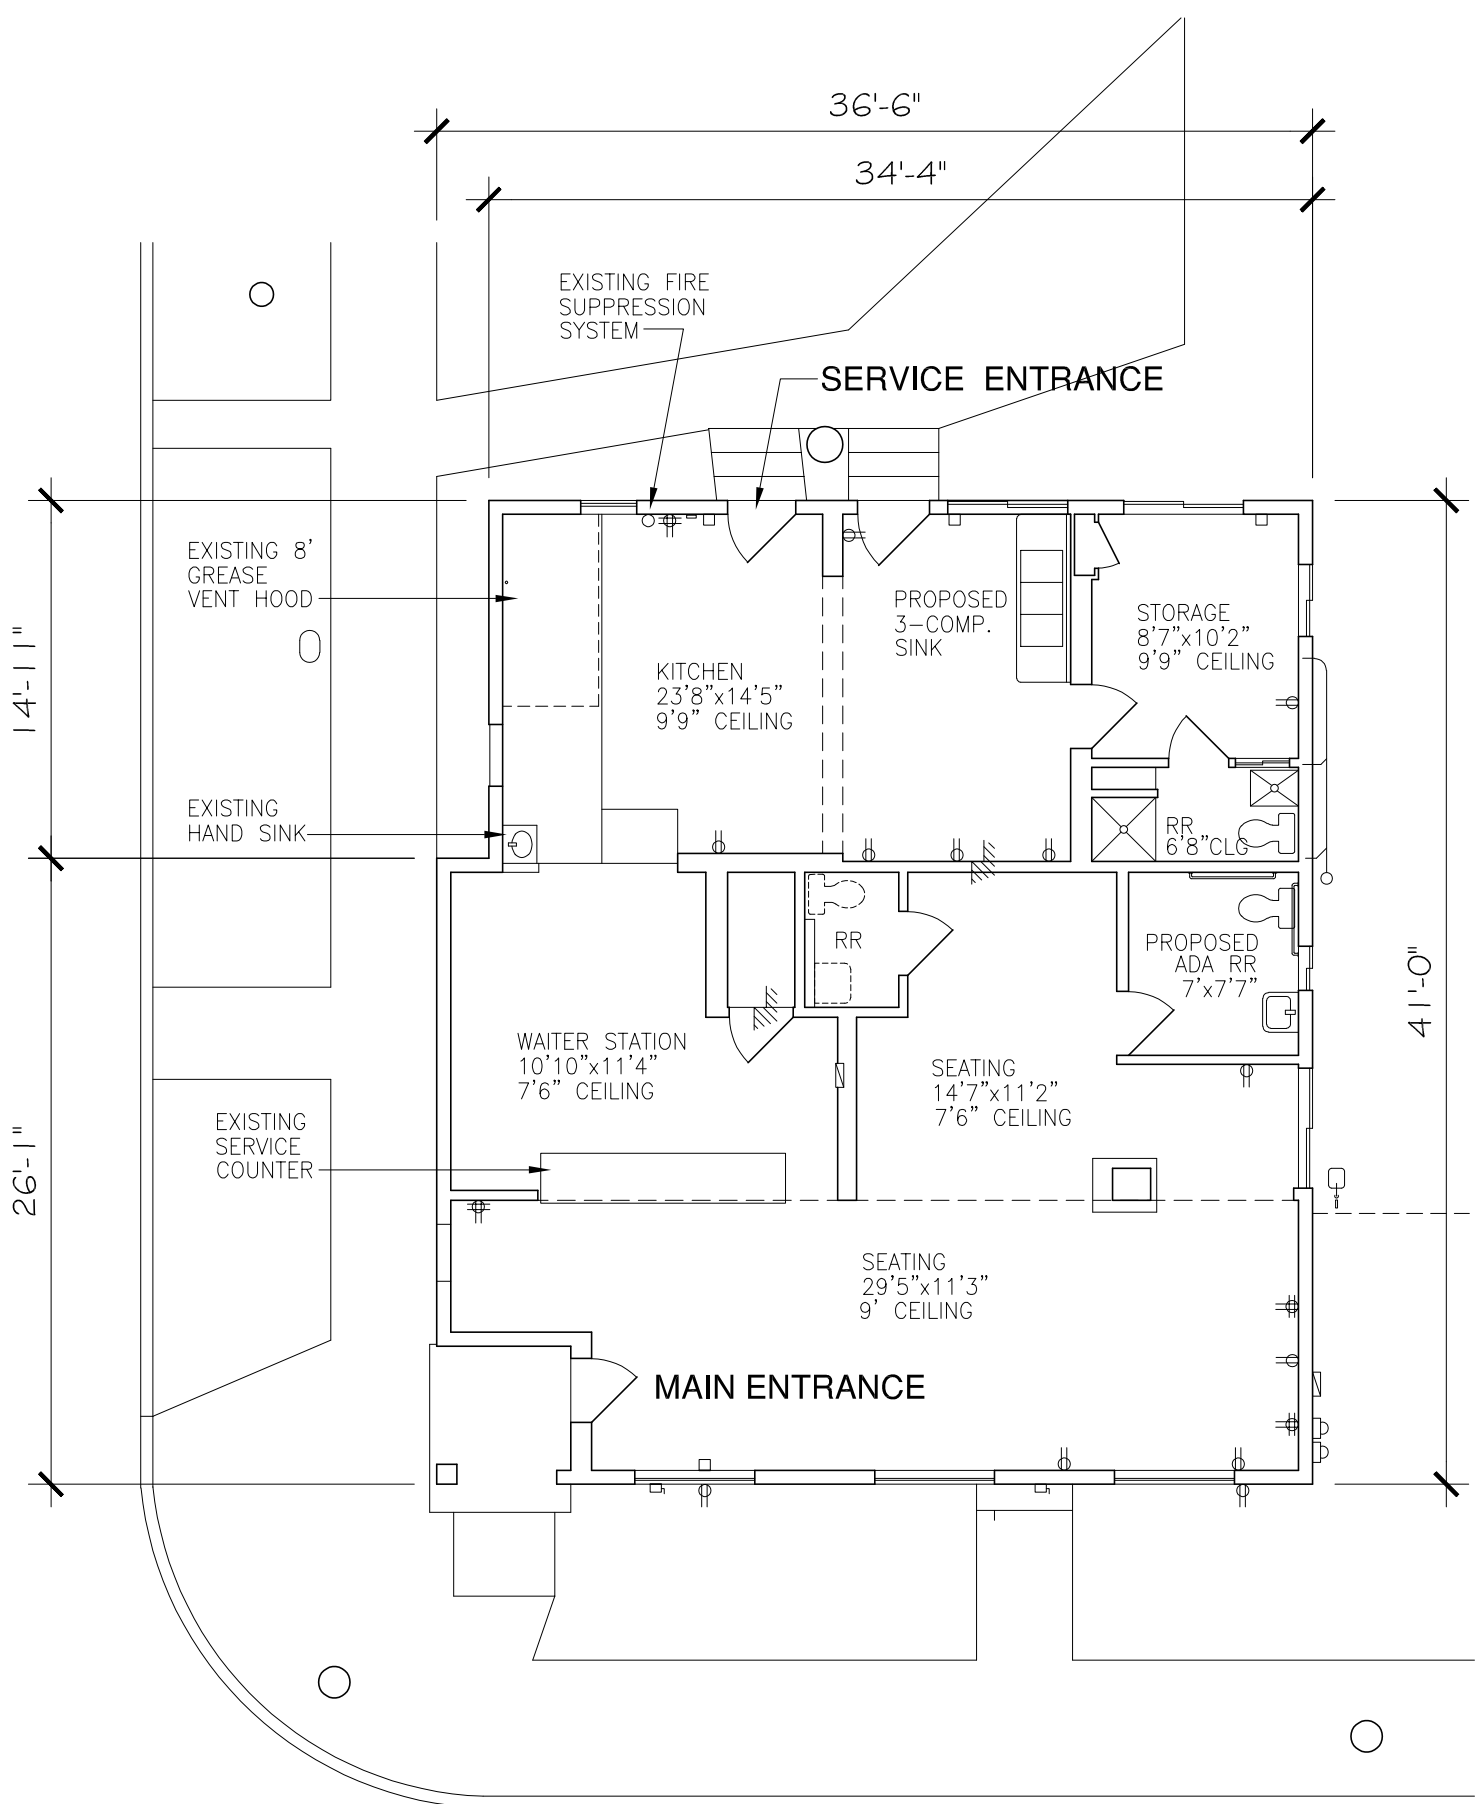 36'-6"
34'-4"
EXISTING FIRE
SUPPRESSION
SYSTEM
SERVICE ENTRANCE
EXISTING 8'
GREASE
VENT HOOD
14'-11"
PROPOSED
3-COMP.
SINK
STORAGE
8'7"x10'2"
9'9" CEILING
KITCHEN
23'8"x14'5"
9'9" CEILING
EXISTING
HAND SINK
RR
6'8"CLG
RR
PROPOSED
ADA RR
7'x7'7"
41'-0"
WAITER STATION
10'10"x11'4"
7'6" CEILING
SEATING
14'7"x11'2"
7'6" CEILING
EXISTING
SERVICE
COUNTER
26'-1"
SEATING
29'5"x11'3"
9' CEILING
MAIN ENTRANCE